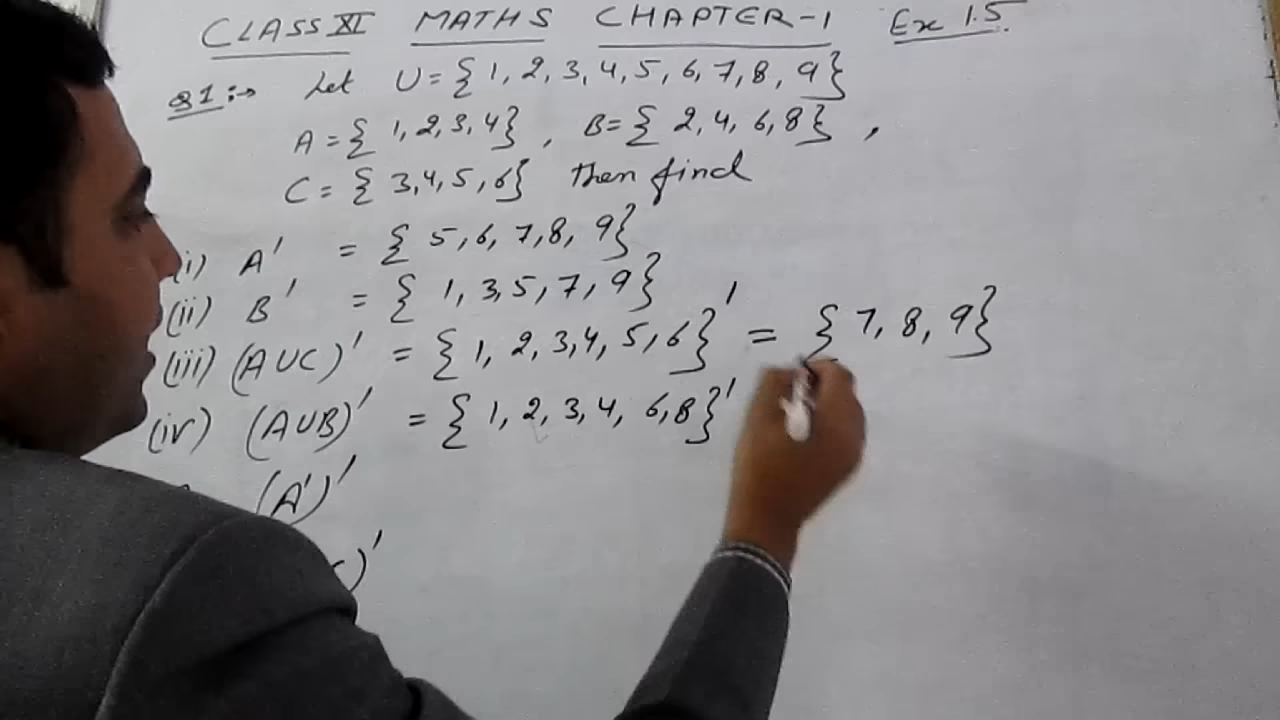 CLASS XI MATHS CHAPTER-1 Ex 1.5
Q1:→ Let U = { 1, 2, 3, 4, 5, 6, 7, 8, 9 }
A = { 1, 2, 3, 4 } , B = { 2, 4, 6, 8 } ,
C = { 3, 4, 5, 6 } then find
(i) A' = { 5, 6, 7, 8, 9 }
(ii) B' = { 1, 3, 5, 7, 9 }
(iii) (A∪C)' = { 1, 2, 3, 4, 5, 6 }' = { 7, 8, 9 }
(iv) (A∪B)' = { 1, 2, 3, 4, 6, 8 }'
(A')'
)'